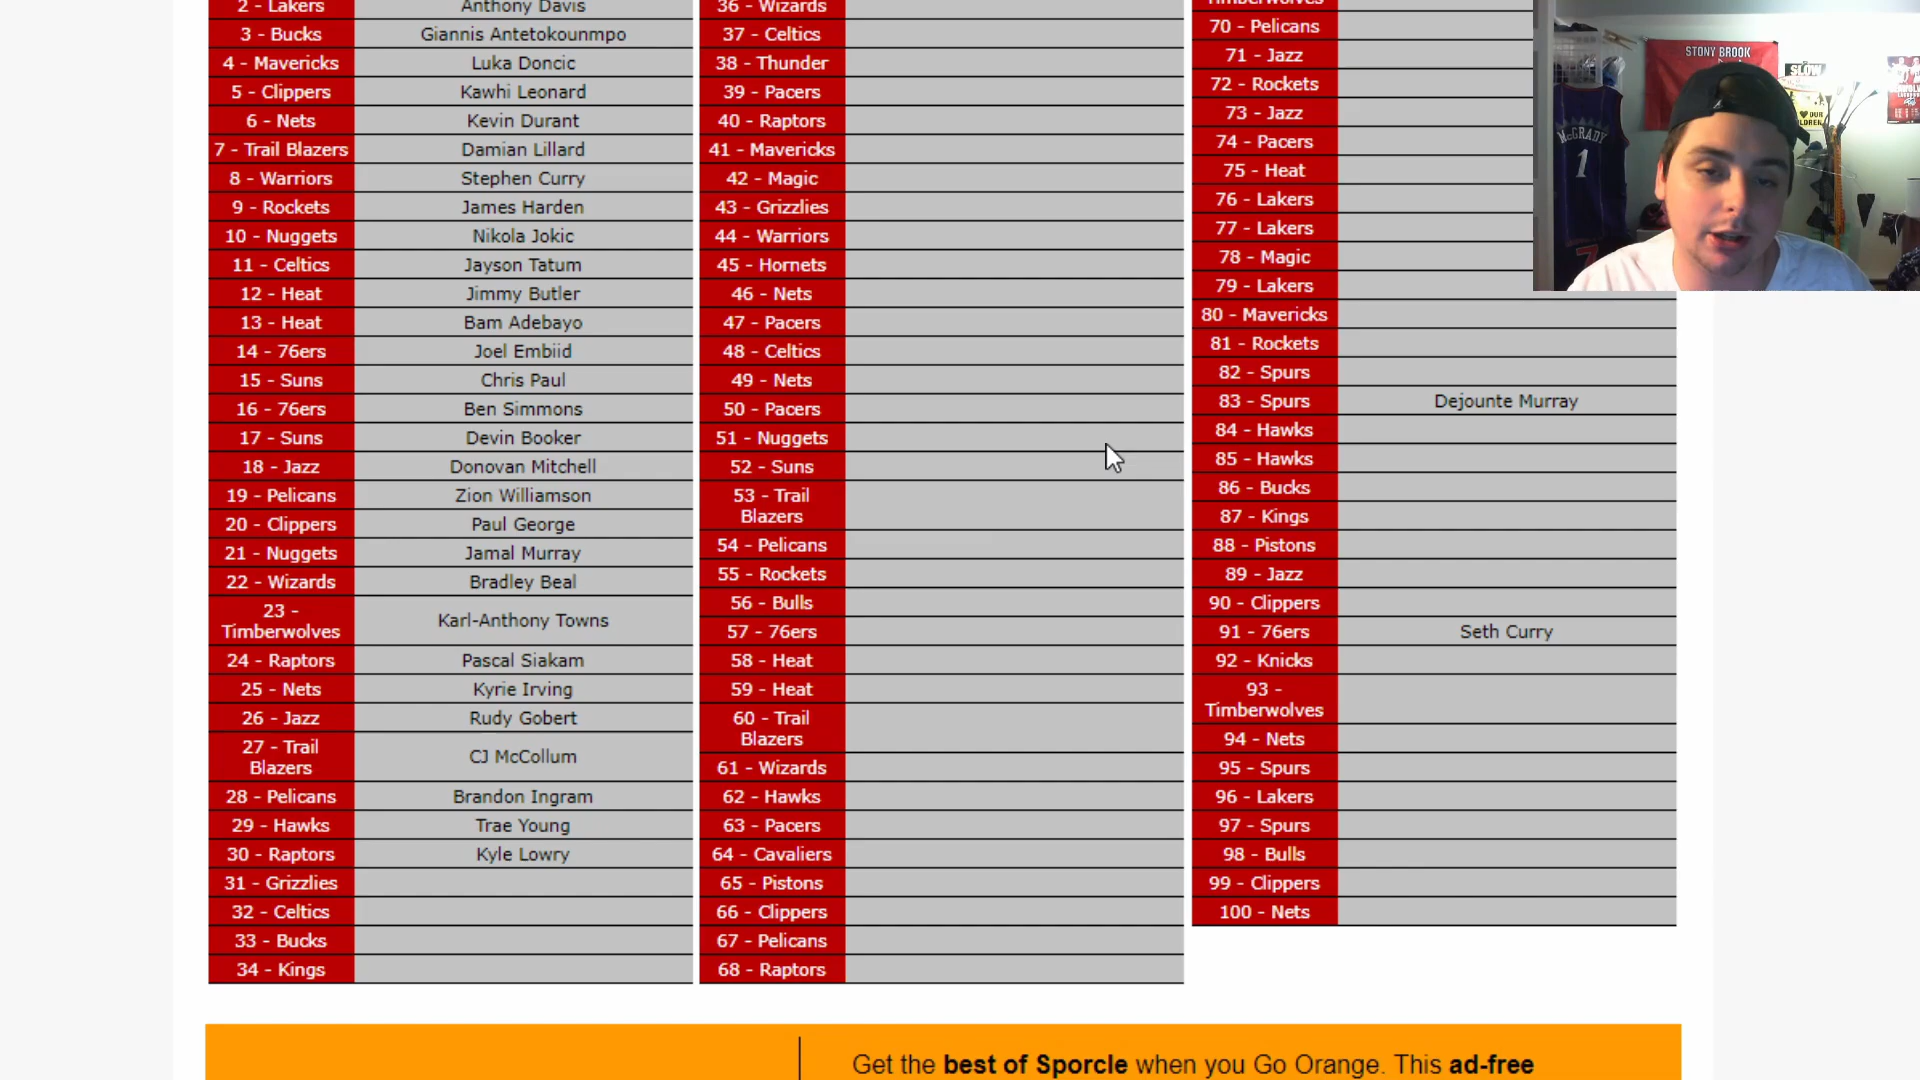 2 - Lakers Anthony Davis
3 - Bucks Giannis Antetokounmpo
4 - Mavericks Luka Doncic
5 - Clippers Kawhi Leonard
6 - Nets Kevin Durant
7 - Trail Blazers Damian Lillard
8 - Warriors Stephen Curry
9 - Rockets James Harden
10 - Nuggets Nikola Jokic
11 - Celtics Jayson Tatum
12 - Heat Jimmy Butler
13 - Heat Bam Adebayo
14 - 76ers Joel Embiid
15 - Suns Chris Paul
16 - 76ers Ben Simmons
17 - Suns Devin Booker
18 - Jazz Donovan Mitchell
19 - Pelicans Zion Williamson
20 - Clippers Paul George
21 - Nuggets Jamal Murray
22 - Wizards Bradley Beal
23 -
Timberwolves Karl-Anthony Towns
24 - Raptors Pascal Siakam
25 - Nets Kyrie Irving
26 - Jazz Rudy Gobert
27 - Trail
Blazers CJ McCollum
28 - Pelicans Brandon Ingram
29 - Hawks Trae Young
30 - Raptors Kyle Lowry
31 - Grizzlies
32 - Celtics
33 - Bucks
34 - Kings
36 - Wizards
37 - Celtics
38 - Thunder
39 - Pacers
40 - Raptors
41 - Mavericks
42 - Magic
43 - Grizzlies
44 - Warriors
45 - Hornets
46 - Nets
47 - Pacers
48 - Celtics
49 - Nets
50 - Pacers
51 - Nuggets
52 - Suns
53 - Trail
Blazers
54 - Pelicans
55 - Rockets
56 - Bulls
57 - 76ers
58 - Heat
59 - Heat
60 - Trail
Blazers
61 - Wizards
62 - Hawks
63 - Pacers
64 - Cavaliers
65 - Pistons
66 - Clippers
67 - Pelicans
68 - Raptors
Timberwolves
70 - Pelicans
71 - Jazz
72 - Rockets
73 - Jazz
74 - Pacers
75 - Heat
76 - Lakers
77 - Lakers
78 - Magic
79 - Lakers
80 - Mavericks
81 - Rockets
82 - Spurs
83 - Spurs Dejounte Murray
84 - Hawks
85 - Hawks
86 - Bucks
87 - Kings
88 - Pistons
89 - Jazz
90 - Clippers
91 - 76ers Seth Curry
92 - Knicks
93 -
Timberwolves
94 - Nets
95 - Spurs
96 - Lakers
97 - Spurs
98 - Bulls
99 - Clippers
100 - Nets
STONY BROOK
SLOW
McGRADY
1
Get the best of Sporcle when you Go Orange. This ad-free